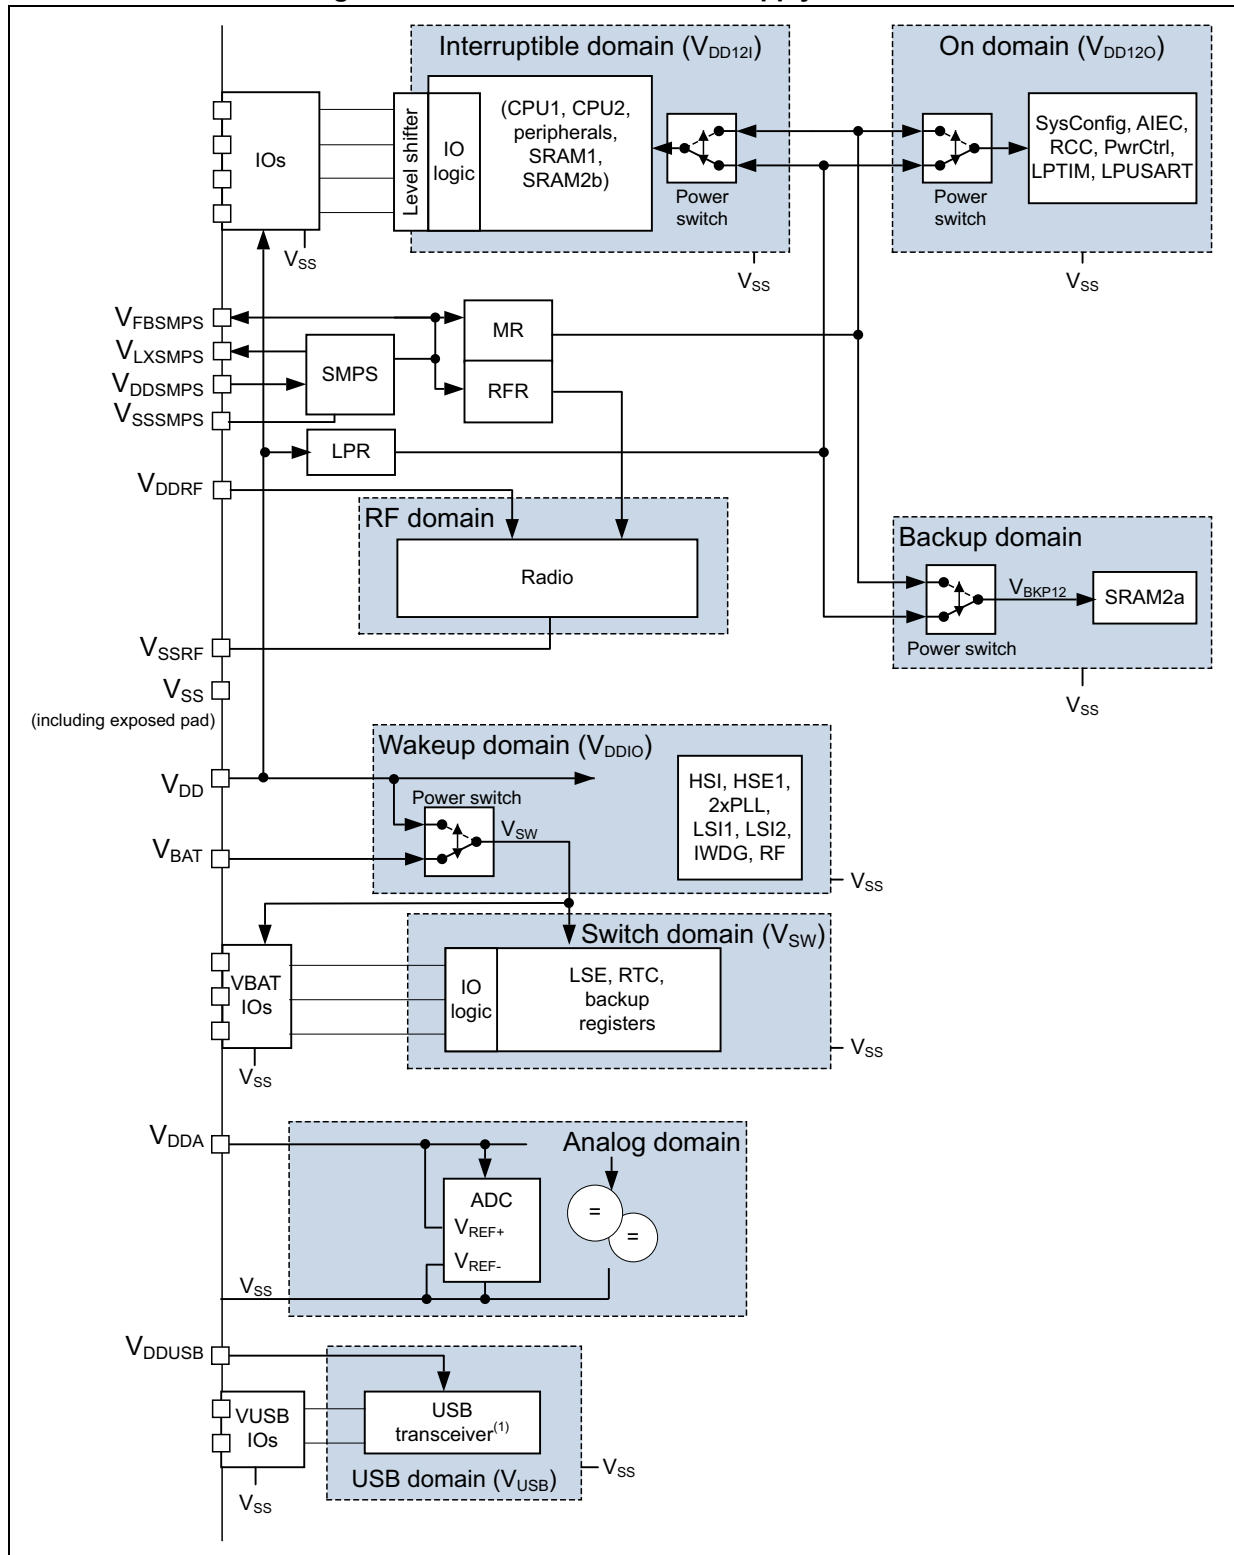 Interruptible domain (VDD12I)
On domain (VDD12O)
IOs
Level shifter
IO
logic
(CPU1, CPU2,
peripherals,
SRAM1,
SRAM2b)
Power
switch
Power
switch
SysConfig, AIEC,
RCC, PwrCtrl,
LPTIM, LPUSART
VSS
VSS
VSS
VFBSMPS
VLXSMPS
VDDSMPS
VSSSMPS
SMPS
MR
RFR
LPR
VDDRF
RF domain
Radio
VSSRF
Backup domain
VBKP12
SRAM2a
Power switch
VSS
VSS
(including exposed pad)
Wakeup domain (VDDIO)
VDD
Power switch
VSW
VBAT
HSI, HSE1,
2xPLL,
LSI1, LSI2,
IWDG, RF
VSS
Switch domain (VSW)
VBAT
IOs
IO
logic
LSE, RTC,
backup
registers
VSS
VSS
VDDA
Analog domain
ADC
VREF+
VREF-
=
=
VSS
VDDUSB
VUSB
IOs
USB
transceiver(1)
USB domain (VUSB)
VSS
VSS